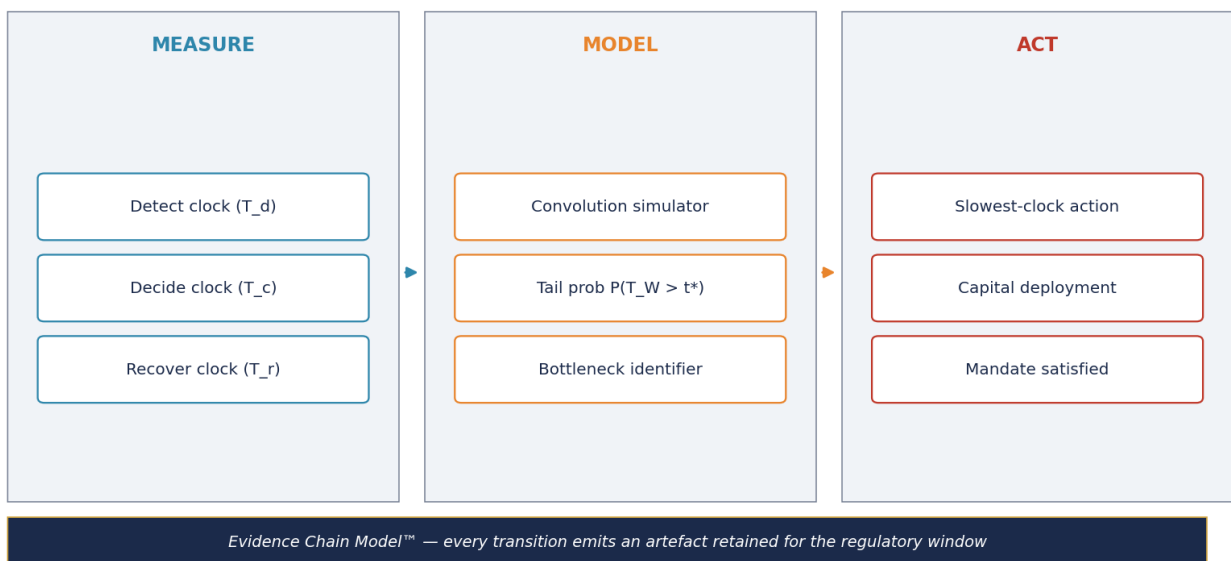 MEASURE
Detect clock (T_d)
Decide clock (T_c)
Recover clock (T_r)
MODEL
Convolution simulator
Tail prob P(T_W > t*)
Bottleneck identifier
ACT
Slowest-clock action
Capital deployment
Mandate satisfied
Evidence Chain Model™ — every transition emits an artefact retained for the regulatory window